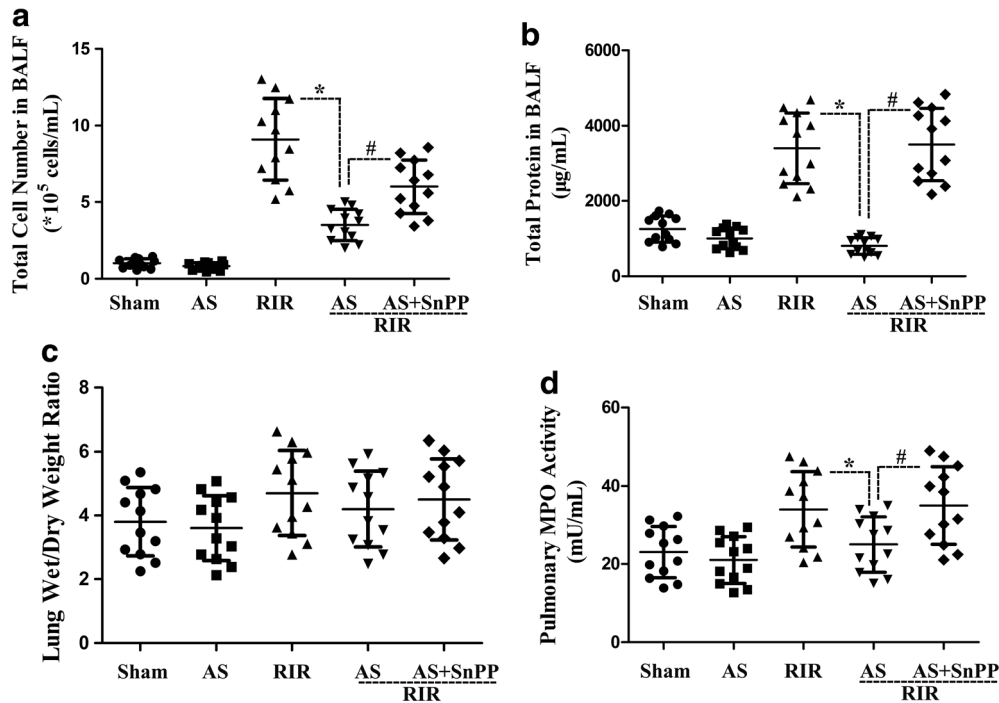 a
Total Cell Number in BALF
(*10⁵ cells/mL)
15
10
5
0
*
#
Sham AS RIR AS AS+SnPP
RIR
b
Total Protein in BALF
(µg/mL)
6000
4000
2000
0
*
#
Sham AS RIR AS AS+SnPP
RIR
c
Lung Wet/Dry Weight Ratio
8
6
4
2
0
Sham AS RIR AS AS+SnPP
RIR
d
Pulmonary MPO Activity
(mU/mL)
60
40
20
0
*
#
Sham AS RIR AS AS+SnPP
RIR